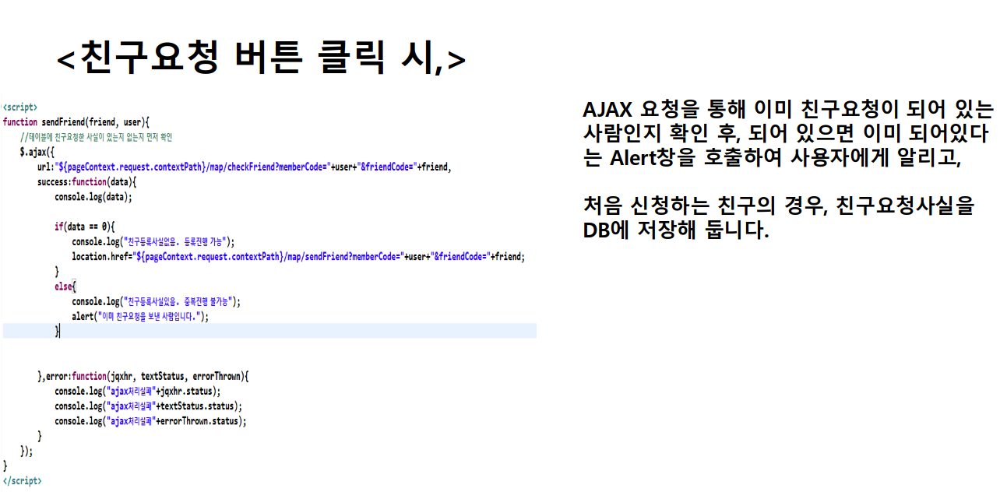 <친구요청 버튼 클릭 시,>
<script>
function sendFriend(friend, user){
//테이블에 친구요청한 사실이 있는지 없는지 먼저 확인
$.ajax({
url:"${pageContext.request.contextPath}/map/checkFriend?memberCode="+user+"&friendCode="+friend,
success:function(data){
console.log(data);
if(data == 0){
console.log("친구등록사실없음. 등록진행 가능");
location.href="${pageContext.request.contextPath}/map/sendFriend?memberCode="+user+"&friendCode="+friend;
}
else{
console.log("친구등록사실있음. 중복진행 불가능");
alert("이미 친구요청을 보낸 사람입니다.");
}
},error:function(jqxhr, textStatus, errorThrown){
console.log("ajax처리실패"+jqxhr.status);
console.log("ajax처리실패"+textStatus.status);
console.log("ajax처리실패"+errorThrown.status);
}
});
}
</script>
AJAX 요청을 통해 이미 친구요청이 되어 있는
사람인지 확인 후, 되어 있으면 이미 되어있다
는 Alert창을 호출하여 사용자에게 알리고,
처음 신청하는 친구의 경우, 친구요청사실을
DB에 저장해 둡니다.